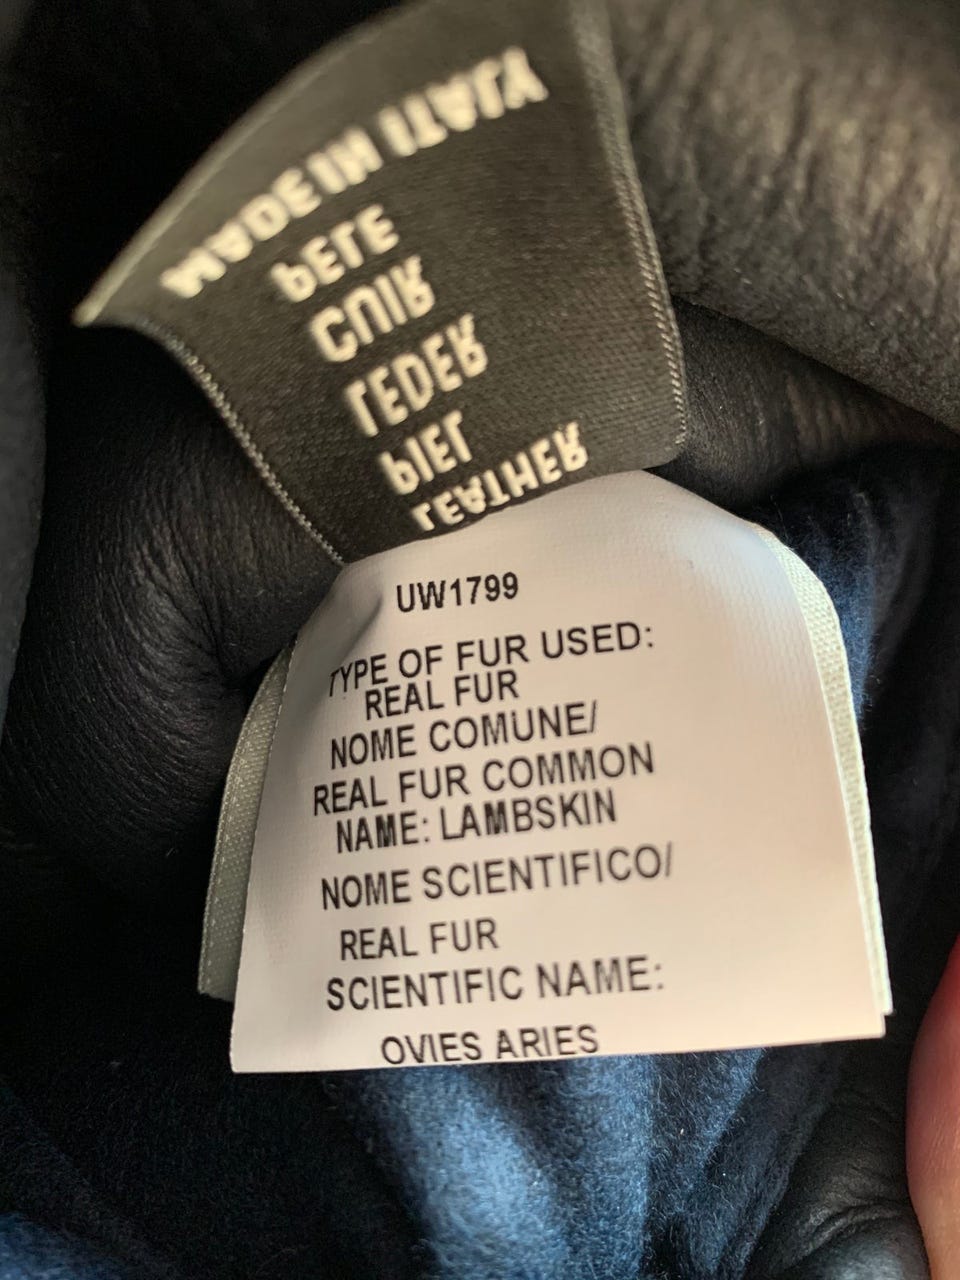 LEATHER
PIEL
LEDER
CUIR
PELE
MADE IN ITALY
UW1799
TYPE OF FUR USED:
REAL FUR
NOME COMUNE/
REAL FUR COMMON
NAME: LAMBSKIN
NOME SCIENTIFICO/
REAL FUR
SCIENTIFIC NAME:
OVIES ARIES